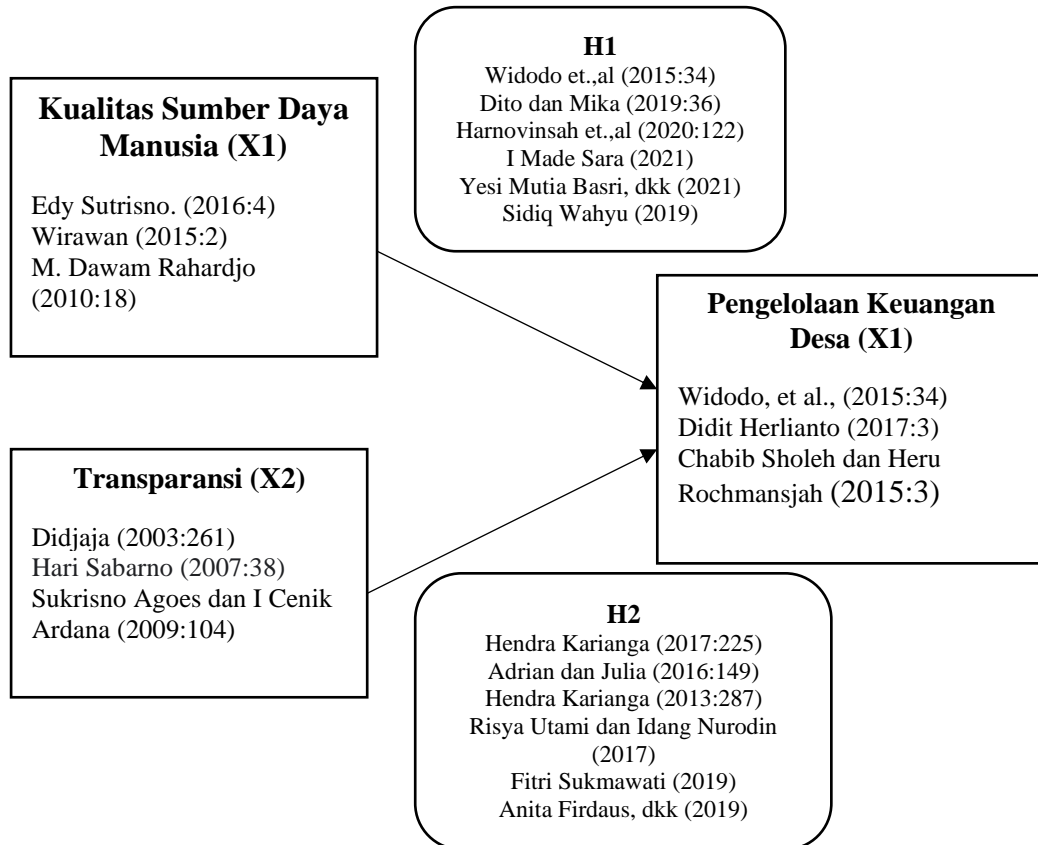 H1
Widodo et.,al (2015:34)
Dito dan Mika (2019:36)
Harnovinsah et.,al (2020:122)
I Made Sara (2021)
Yesi Mutia Basri, dkk (2021)
Sidiq Wahyu (2019)
Kualitas Sumber Daya
Manusia (X1)
Edy Sutrisno. (2016:4)
Wirawan (2015:2)
M. Dawam Rahardjo
(2010:18)
Pengelolaan Keuangan
Desa (X1)
Widodo, et al., (2015:34)
Didit Herlianto (2017:3)
Chabib Sholeh dan Heru
Rochmansjah (2015:3)
Transparansi (X2)
Didjaja (2003:261)
Hari Sabarno (2007:38)
Sukrisno Agoes dan I Cenik
Ardana (2009:104)
H2
Hendra Karianga (2017:225)
Adrian dan Julia (2016:149)
Hendra Karianga (2013:287)
Risya Utami dan Idang Nurodin
(2017)
Fitri Sukmawati (2019)
Anita Firdaus, dkk (2019)